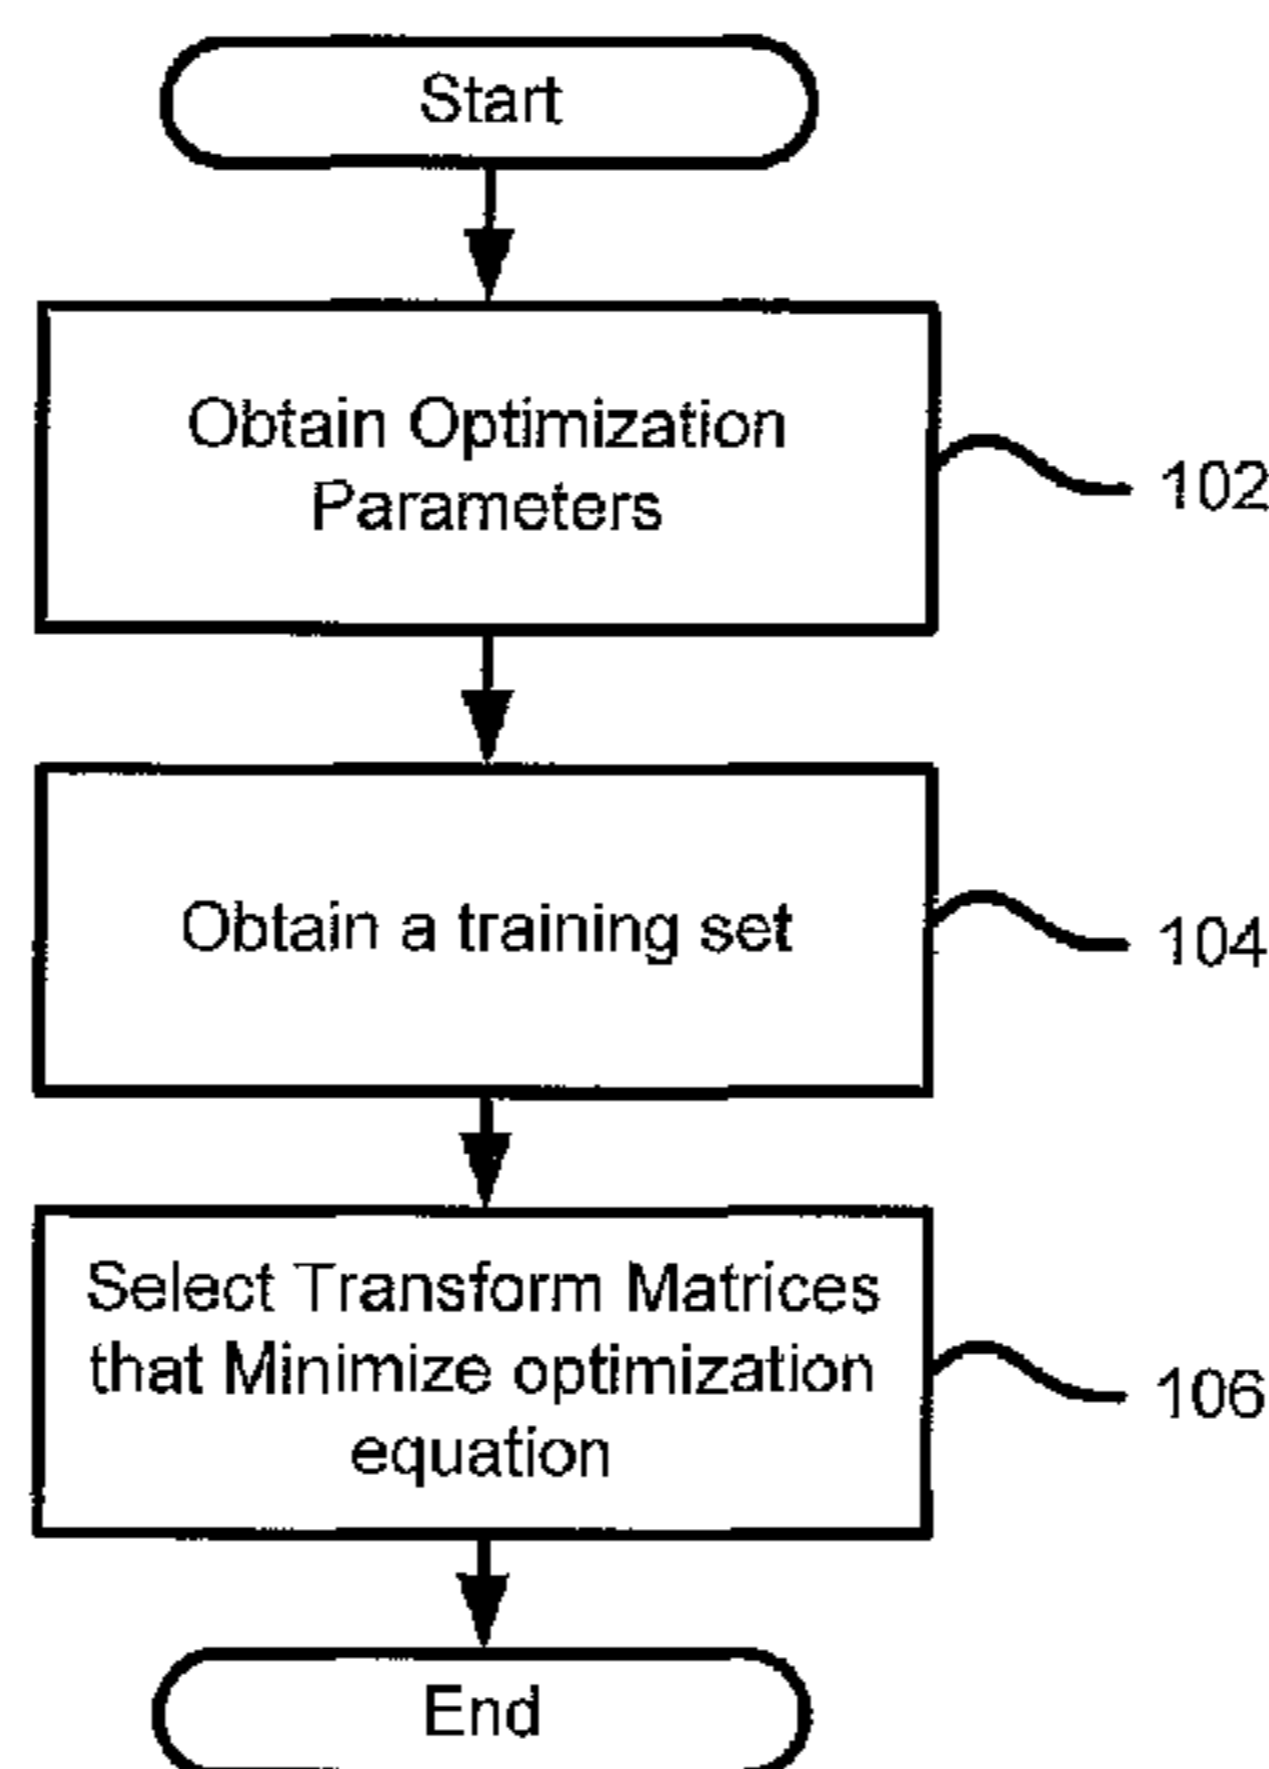 Start
Obtain Optimization
Parameters
102
Obtain a training set
104
Select Transform Matrices
that Minimize optimization
equation
106
End